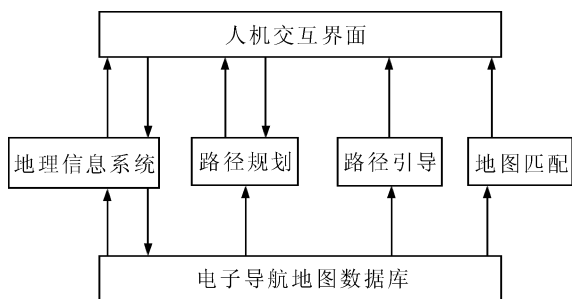 人机交互界面
地理信息系统
路径规划
路径引导
地图匹配
电子导航地图数据库